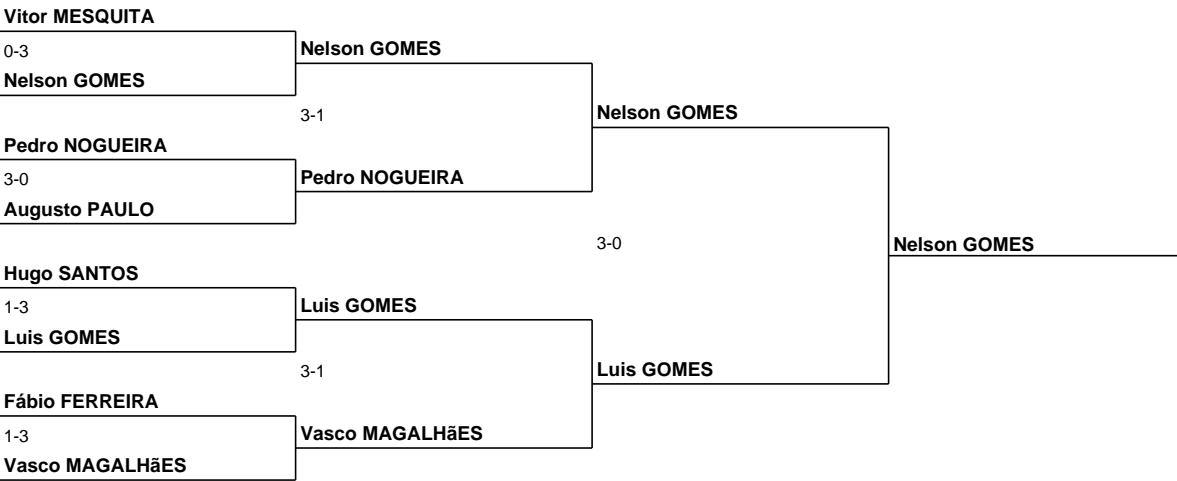 Vitor MESQUITA
0-3
Nelson GOMES
Nelson GOMES
3-1
Nelson GOMES
Pedro NOGUEIRA
3-0
Pedro NOGUEIRA
Augusto PAULO
3-0
Nelson GOMES
Hugo SANTOS
1-3
Luis GOMES
Luis GOMES
3-1
Luis GOMES
Fábio FERREIRA
1-3
Vasco MAGALHãES
Vasco MAGALHãES